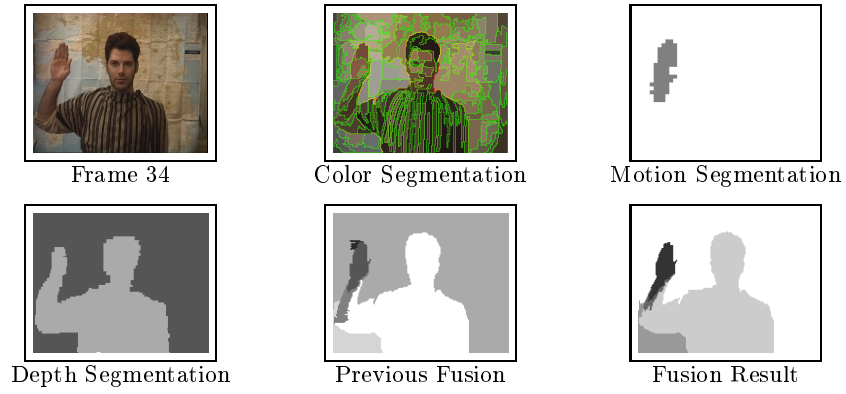 Frame 34
Color Segmentation
Motion Segmentation
Depth Segmentation
Previous Fusion
Fusion Result